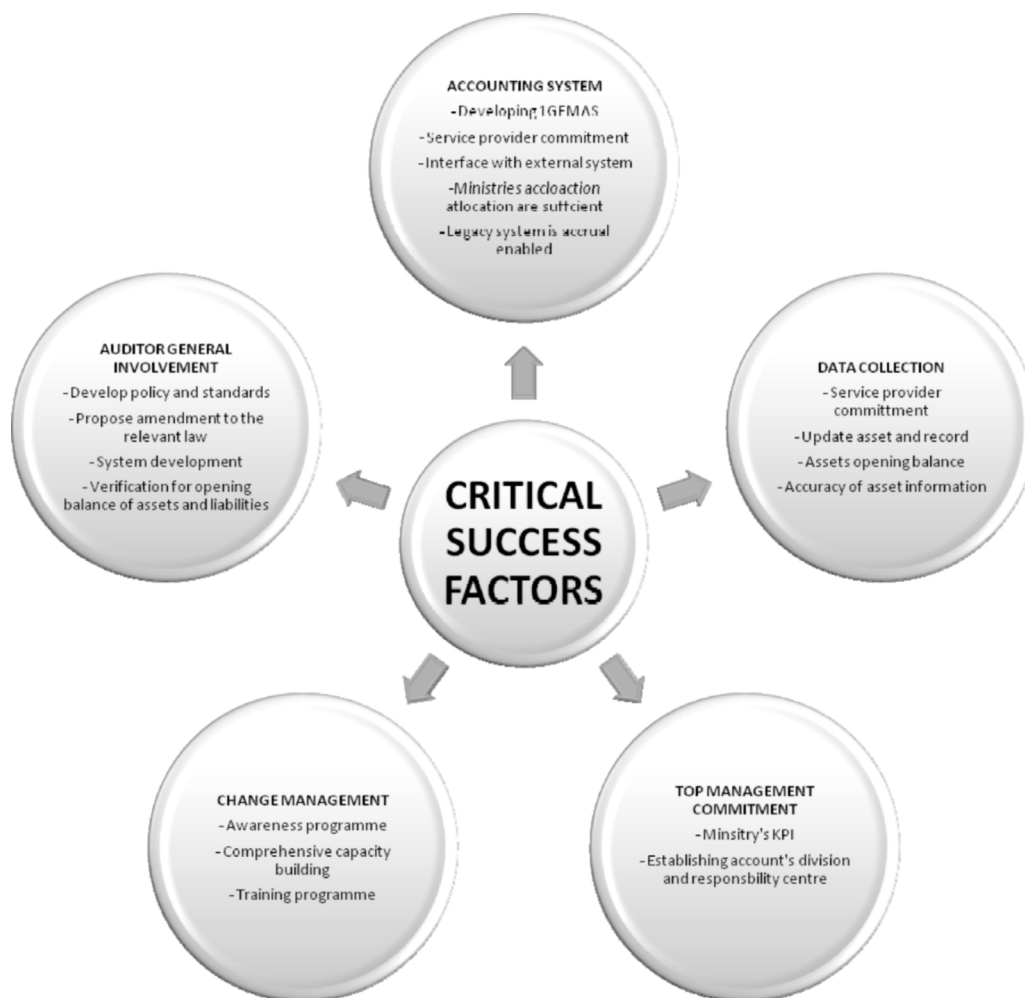 ACCOUNTING SYSTEM
-Developing 1GFMAS
-Service provider commitment
-Interface with external system
-Ministries accloaction
atlocation are suffcient
-Legacy system is accrual
enabled
AUDITOR GENERAL
INVOLVEMENT
-Develop policy and standards
-Propose amendment to the
relevant law
-System development
-Verification for opening
balance of assets and liabilities
DATA COLLECTION
-Service provider
committment
-Update asset and record
-Assets opening balance
-Accuracy of asset information
CRITICAL
SUCCESS
FACTORS
CHANGE MANAGEMENT
-Awareness programme
-Comprehensive capacity
building
-Training programme
TOP MANAGEMENT
COMMITMENT
-Minsitry's KPI
-Establishing account's division
and responsbility centre